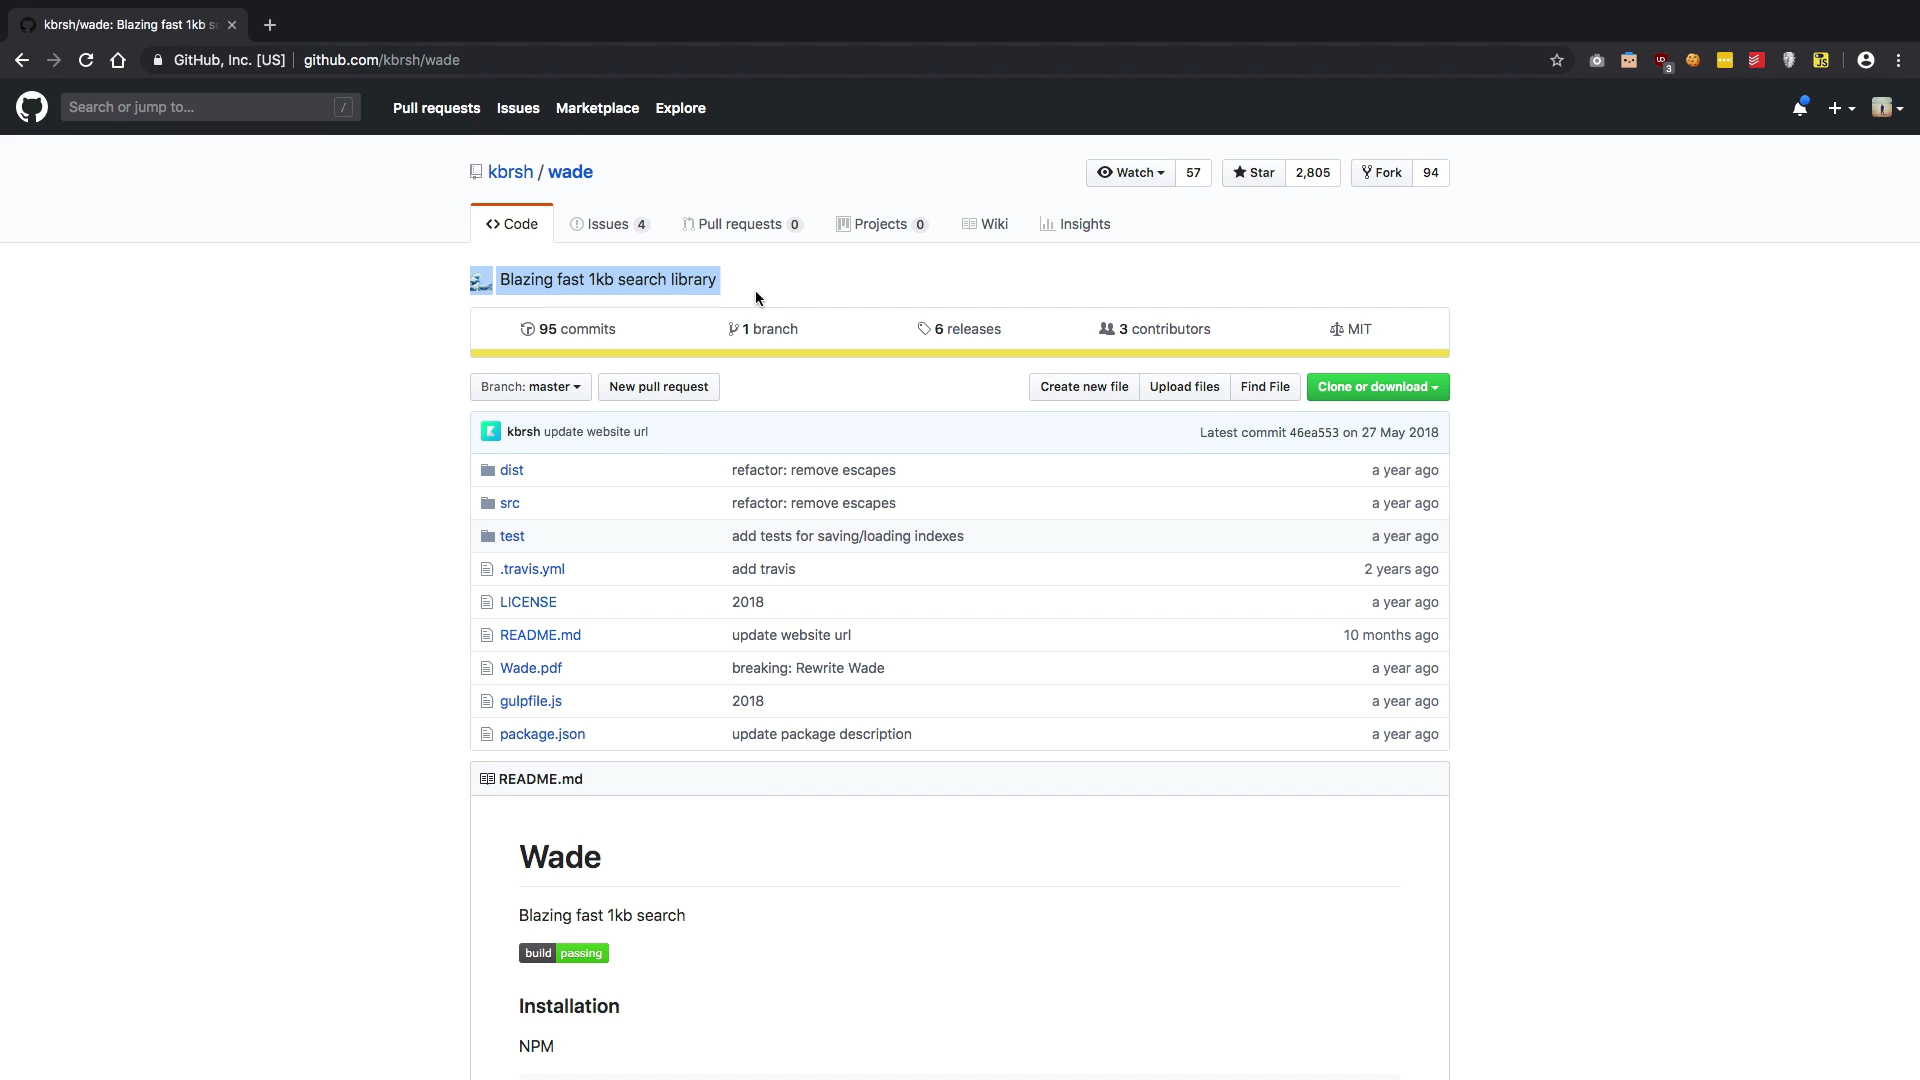 kbrsh/wade: Blazing fast 1kb s
GitHub, Inc. [US] github.com/kbrsh/wade
3
Search or jump to... /
Pull requests Issues Marketplace Explore
kbrsh / wade
Watch 57 Star 2,805 Fork 94
Code Issues 4 Pull requests 0 Projects 0 Wiki Insights
Blazing fast 1kb search library
95 commits 1 branch 6 releases 3 contributors MIT
Branch: master New pull request Create new file Upload files Find File Clone or download
kbrsh update website url Latest commit 46ea553 on 27 May 2018
dist refactor: remove escapes a year ago
src refactor: remove escapes a year ago
test add tests for saving/loading indexes a year ago
.travis.yml add travis 2 years ago
LICENSE 2018 a year ago
README.md update website url 10 months ago
Wade.pdf breaking: Rewrite Wade a year ago
gulpfile.js 2018 a year ago
package.json update package description a year ago
README.md
Wade
Blazing fast 1kb search
build passing
Installation
NPM